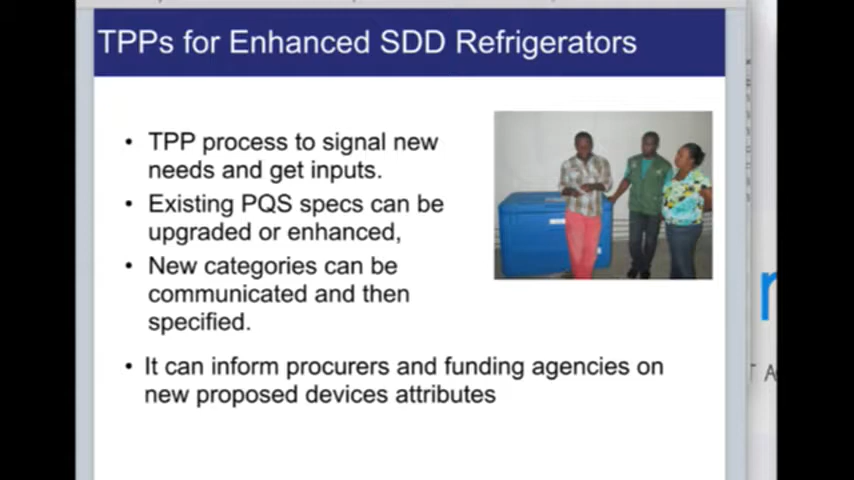 TPPs for Enhanced SDD Refrigerators
• TPP process to signal new
needs and get inputs.
• Existing PQS specs can be
upgraded or enhanced,
• New categories can be
communicated and then
specified.
• It can inform procurers and funding agencies on
new proposed devices attributes